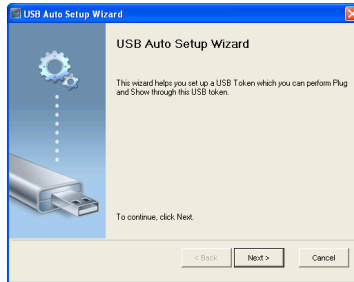 USB Auto Setup Wizard
USB Auto Setup Wizard
This wizard helps you set up a USB Token which you can perform Plug
and Show through this USB token.
To continue, click Next.
< Back
Next >
Cancel